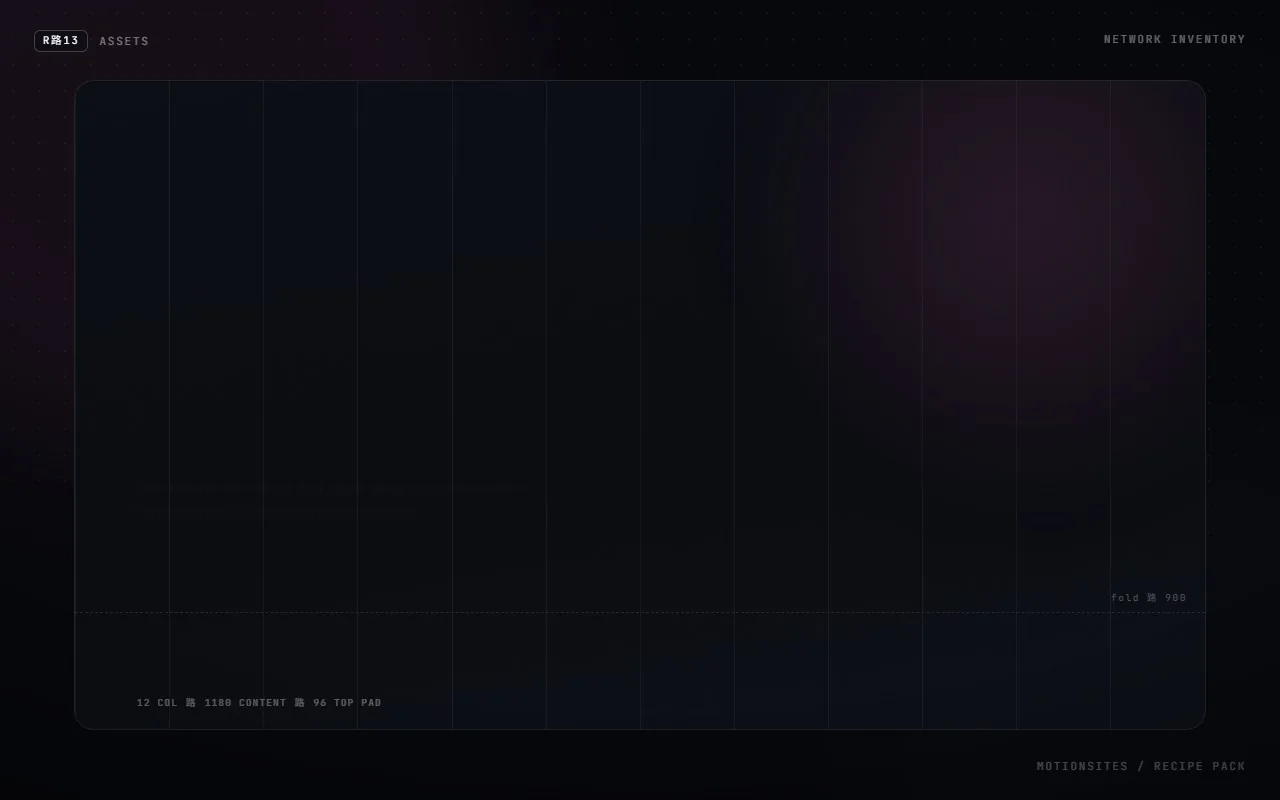 R路13 ASSETS
NETWORK INVENTORY
fold 路 900
12 COL 路 1180 CONTENT 路 96 TOP PAD
MOTIONSITES / RECIPE PACK